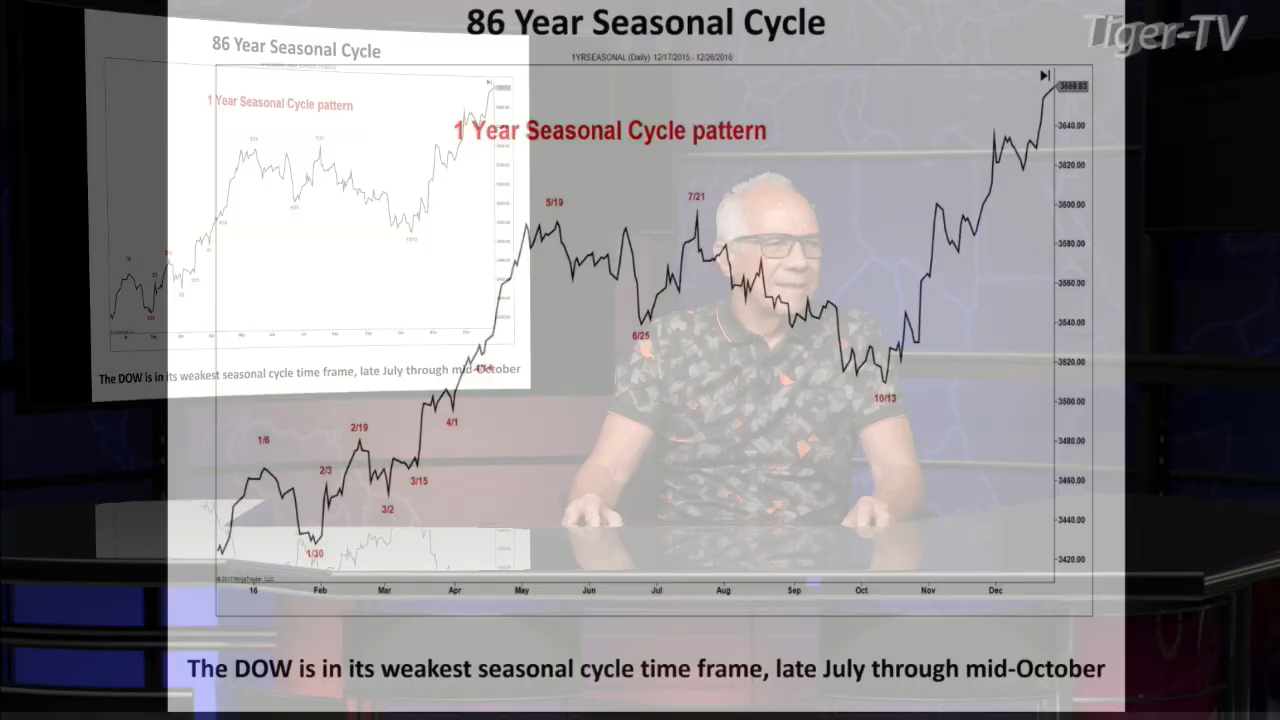 86 Year Seasonal Cycle
Tiger-TV
1YRSEASONAL (Daily) 12/17/2015 - 12/26/2016
1 Year Seasonal Cycle pattern
3669.83
3640.00
3620.00
3600.00
3580.00
3560.00
3540.00
3520.00
3500.00
3480.00
3460.00
3440.00
3420.00
5/19
7/21
6/25
10/13
4/1
2/19
1/6
2/3
3/15
3/2
1/30
© 2017 NinjaTrader, LLC
16 Feb Mar Apr May Jun Jul Aug Sep Oct Nov Dec
The DOW is in its weakest seasonal cycle time frame, late July through mid-October
86 Year Seasonal Cycle
1 Year Seasonal Cycle pattern
The DOW is in its weakest seasonal cycle time frame, late July through mid-October